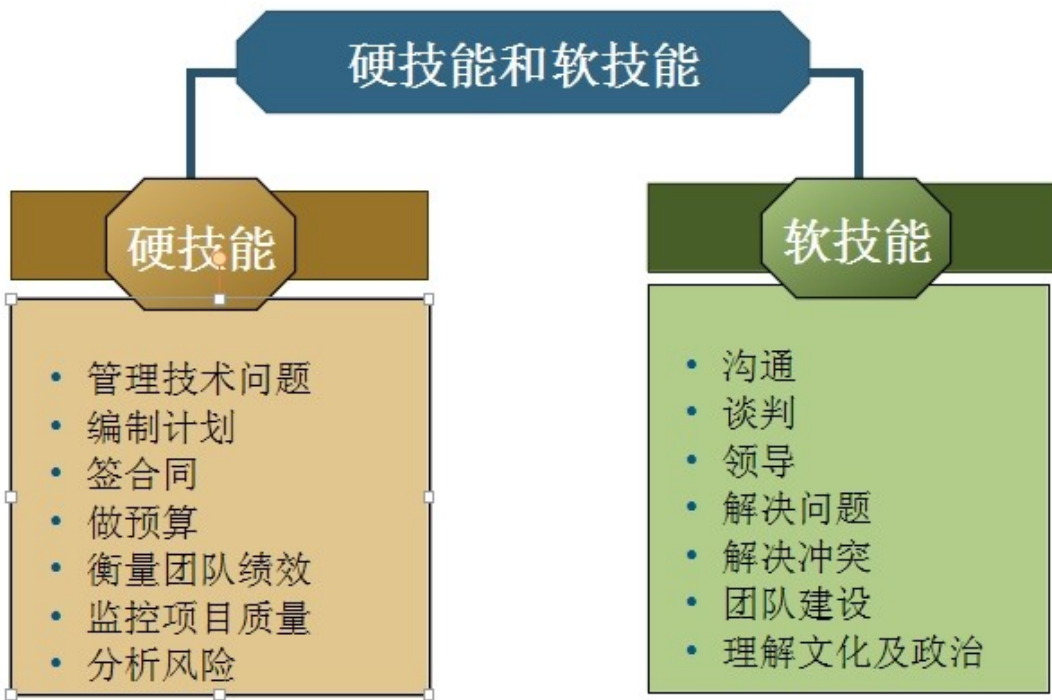 硬技能和软技能
硬技能
• 管理技术问题
• 编制计划
• 签合同
• 做预算
• 衡量团队绩效
• 监控项目质量
• 分析风险
软技能
• 沟通
• 谈判
• 领导
• 解决问题
• 解决冲突
• 团队建设
• 理解文化及政治